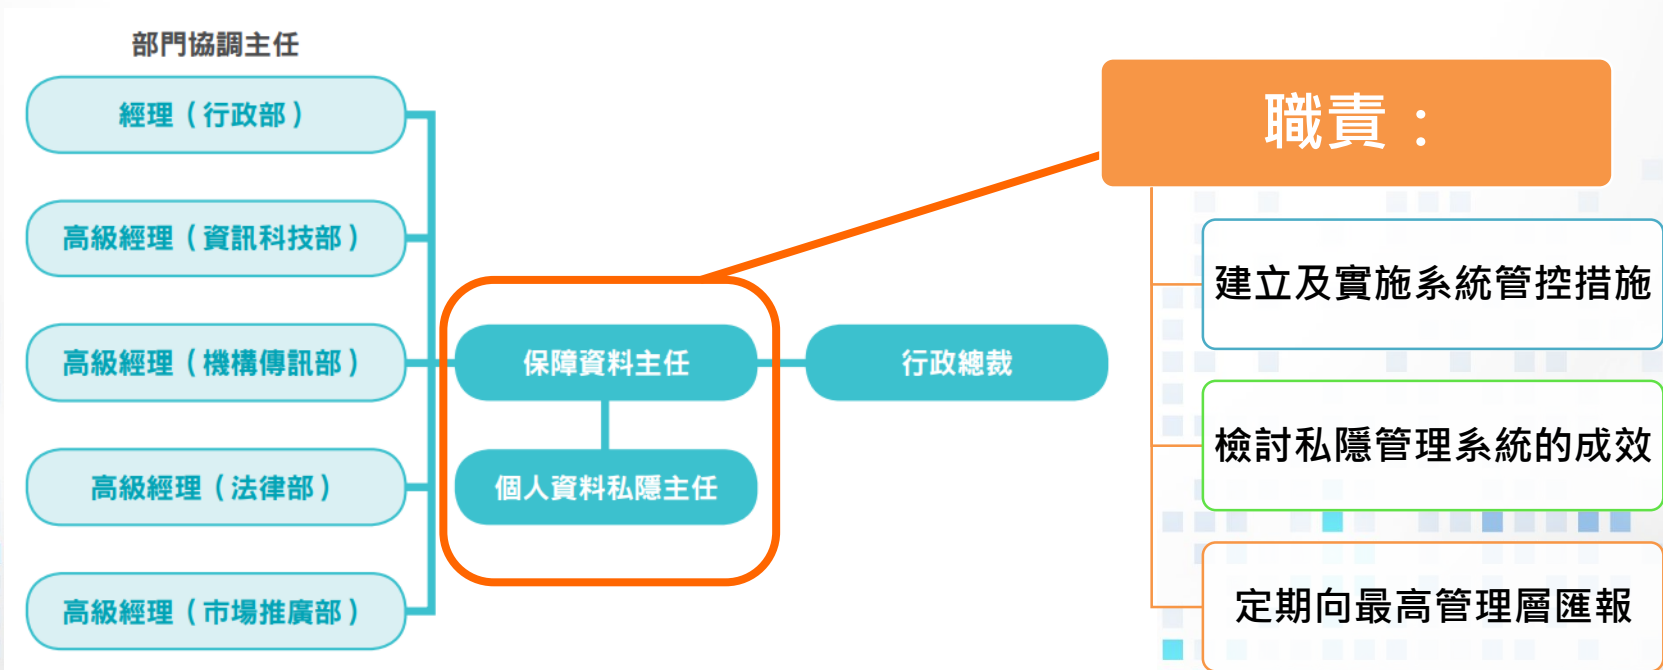 部門協調主任
經理（行政部）
高級經理（資訊科技部）
高級經理（機構傳訊部）
高級經理（法律部）
高級經理（市場推廣部）
保障資料主任
個人資料私隱主任
行政總裁
職責：
建立及實施系統管控措施
檢討私隱管理系統的成效
定期向最高管理層匯報